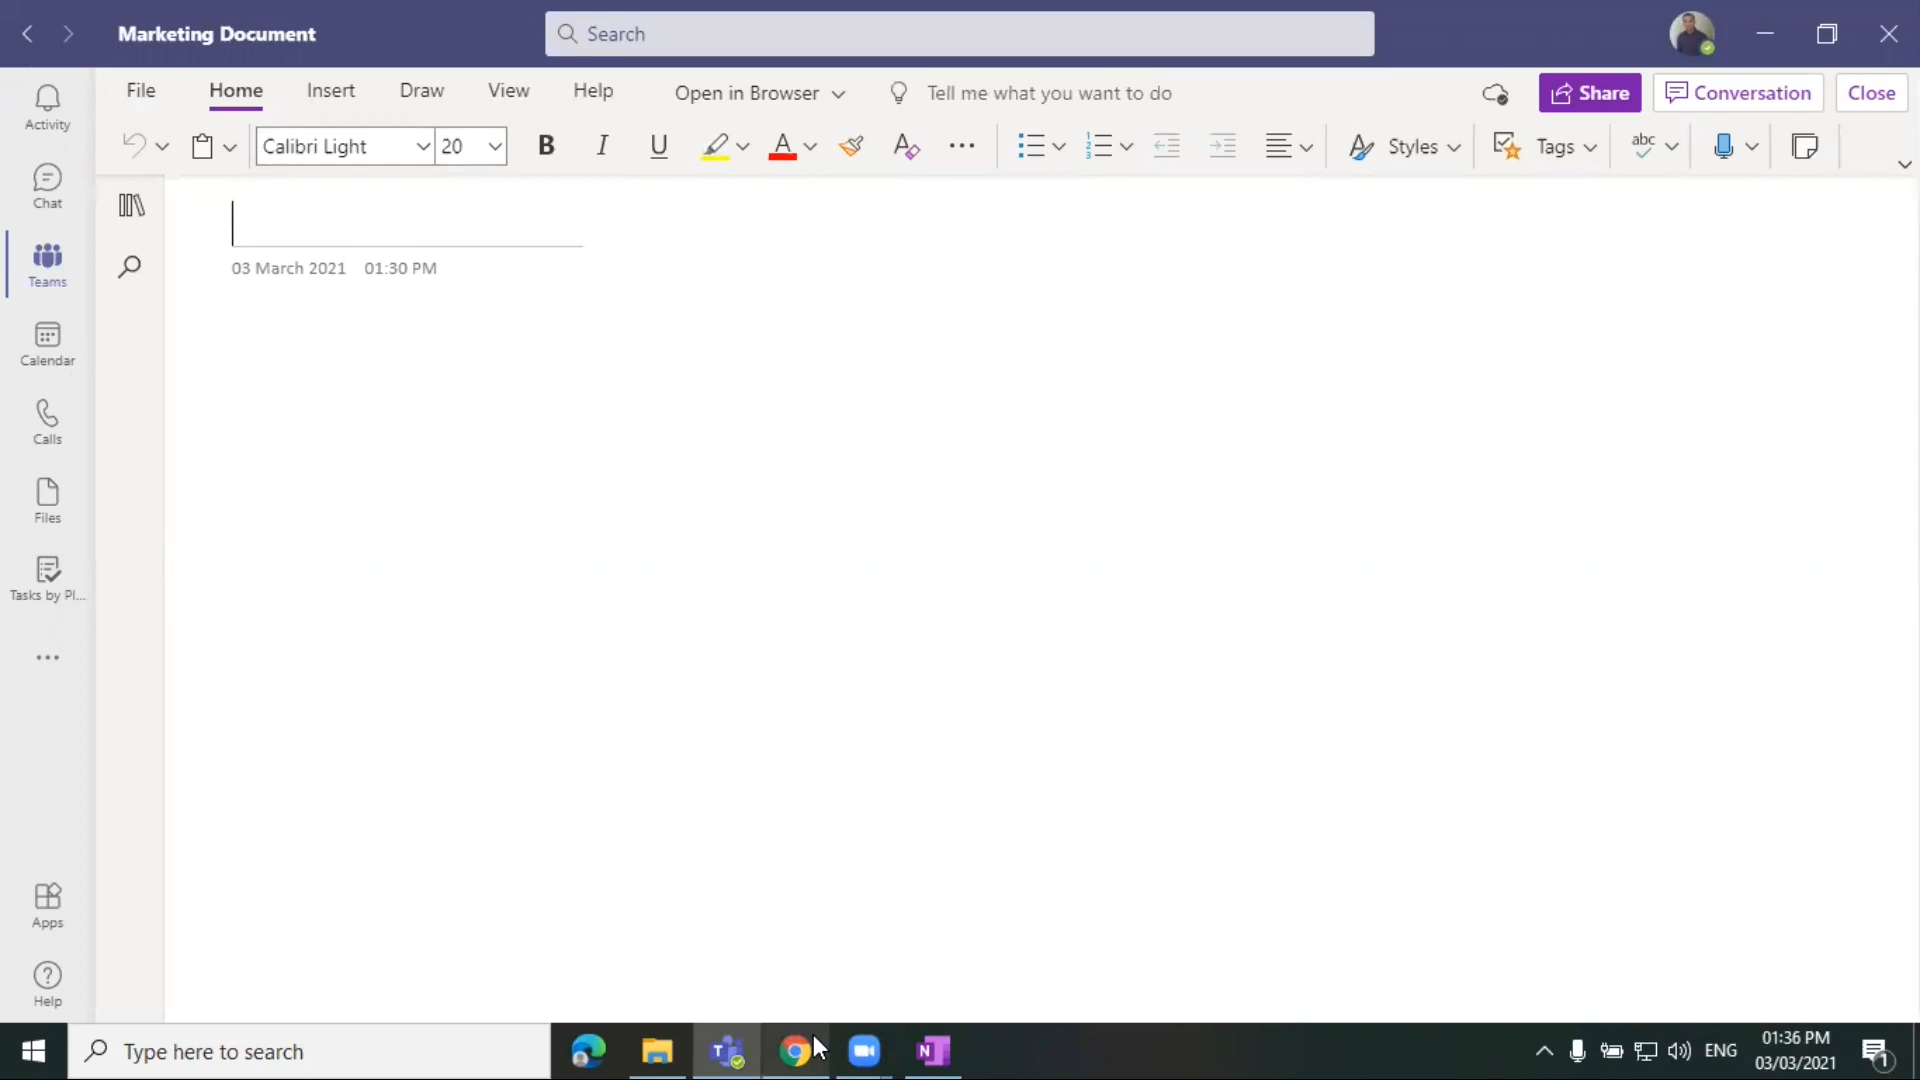 Marketing Document
Search
File
Home
Insert
Draw
View
Help
Open in Browser
Tell me what you want to do
Share
Conversation
Close
Calibri Light
20
B
I
U
A
A
Styles
Tags
abc
Activity
Chat
Teams
Calendar
Calls
Files
Tasks by Pl...
Apps
Help
03 March 2021 01:30 PM
Type here to search
ENG
01:36 PM
03/03/2021
1